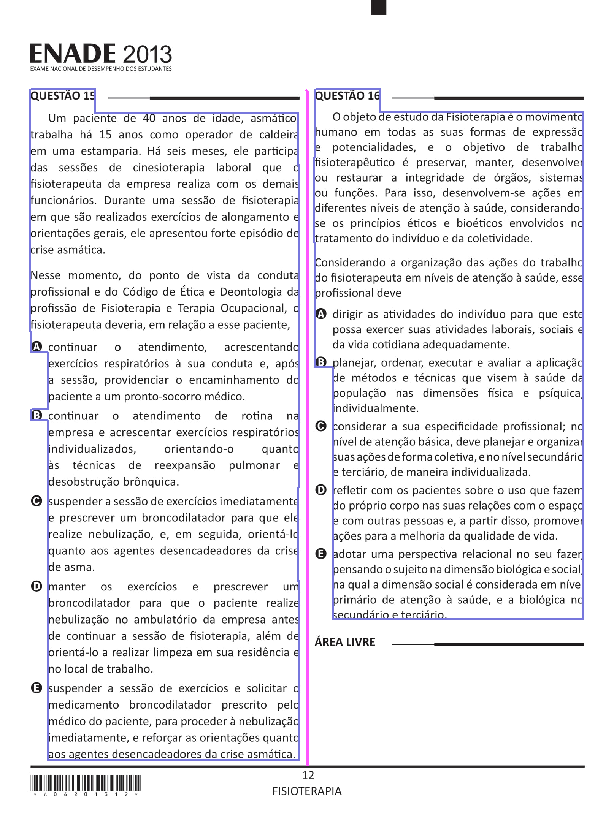 ENADE 2013
EXAME NACIONAL DE DESEMPENHO DOS ESTUDANTES
QUESTÃO 15
Um paciente de 40 anos de idade, asmático,
trabalha há 15 anos como operador de caldeira
em uma estamparia. Há seis meses, ele participa
das sessões de cinesioterapia laboral que o
fisioterapeuta da empresa realiza com os demais
funcionários. Durante uma sessão de fisioterapia
em que são realizados exercícios de alongamento e
orientações gerais, ele apresentou forte episódio de
crise asmática.
Nesse momento, do ponto de vista da conduta
profissional e do Código de Ética e Deontologia da
profissão de Fisioterapia e Terapia Ocupacional, o
fisioterapeuta deveria, em relação a esse paciente,
A continuar o atendimento, acrescentando
exercícios respiratórios à sua conduta e, após
a sessão, providenciar o encaminhamento do
paciente a um pronto-socorro médico.
B continuar o atendimento de rotina na
empresa e acrescentar exercícios respiratórios
individualizados, orientando-o quanto
às técnicas de reexpansão pulmonar e
desobstrução brônquica.
C suspender a sessão de exercícios imediatamente
e prescrever um broncodilatador para que ele
realize nebulização, e, em seguida, orientá-lo
quanto aos agentes desencadeadores da crise
de asma.
D manter os exercícios e prescrever um
broncodilatador para que o paciente realize
nebulização no ambulatório da empresa antes
de continuar a sessão de fisioterapia, além de
orientá-lo a realizar limpeza em sua residência e
no local de trabalho.
E suspender a sessão de exercícios e solicitar o
medicamento broncodilatador prescrito pelo
médico do paciente, para proceder à nebulização
imediatamente, e reforçar as orientações quanto
aos agentes desencadeadores da crise asmática.
QUESTÃO 16
O objeto de estudo da Fisioterapia é o movimento
humano em todas as suas formas de expressão
e potencialidades, e o objetivo de trabalho
fisioterapêutico é preservar, manter, desenvolver
ou restaurar a integridade de órgãos, sistemas
ou funções. Para isso, desenvolvem-se ações em
diferentes níveis de atenção à saúde, considerando-
se os princípios éticos e bioéticos envolvidos no
tratamento do indivíduo e da coletividade.
Considerando a organização das ações do trabalho
do fisioterapeuta em níveis de atenção à saúde, esse
profissional deve
A dirigir as atividades do indivíduo para que este
possa exercer suas atividades laborais, sociais e
da vida cotidiana adequadamente.
B planejar, ordenar, executar e avaliar a aplicação
de métodos e técnicas que visem à saúde da
população nas dimensões física e psíquica,
individualmente.
C considerar a sua especificidade profissional; no
nível de atenção básica, deve planejar e organizar
suas ações de forma coletiva, e no nível secundário
e terciário, de maneira individualizada.
D refletir com os pacientes sobre o uso que fazem
do próprio corpo nas suas relações com o espaço
e com outras pessoas e, a partir disso, promover
ações para a melhoria da qualidade de vida.
E adotar uma perspectiva relacional no seu fazer,
pensando o sujeito na dimensão biológica e social,
na qual a dimensão social é considerada em nível
primário de atenção à saúde, e a biológica no
secundário e terciário.
ÁREA LIVRE
12
FISIOTERAPIA